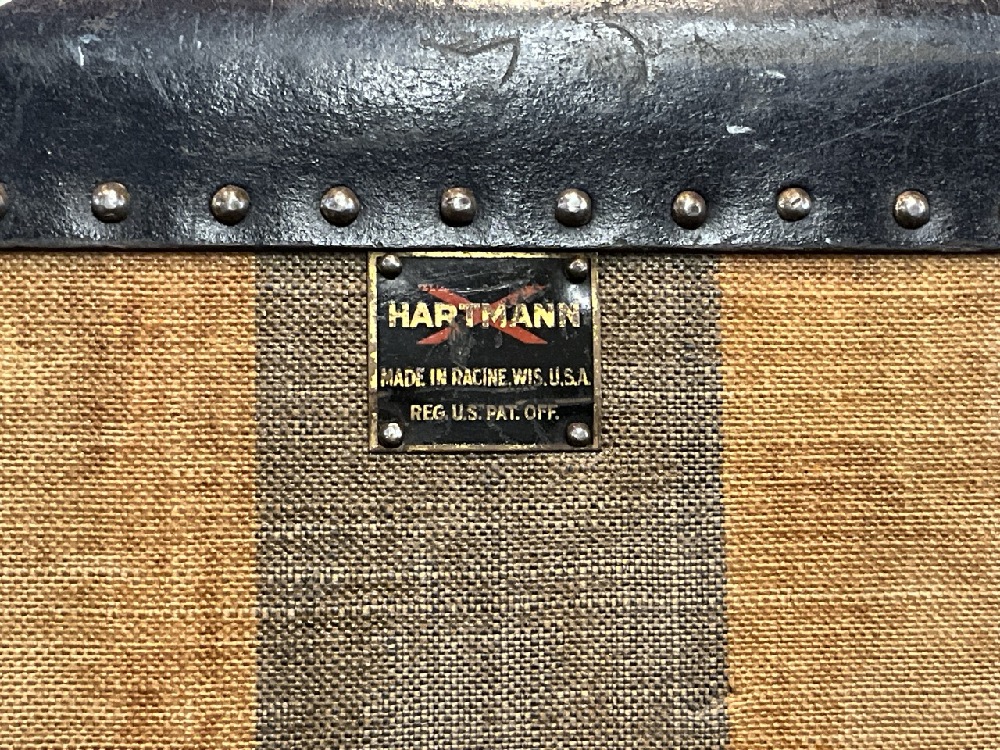 HARTMANN
MADE IN RACINE, WIS. U.S.A.
REG. U.S. PAT. OFF.